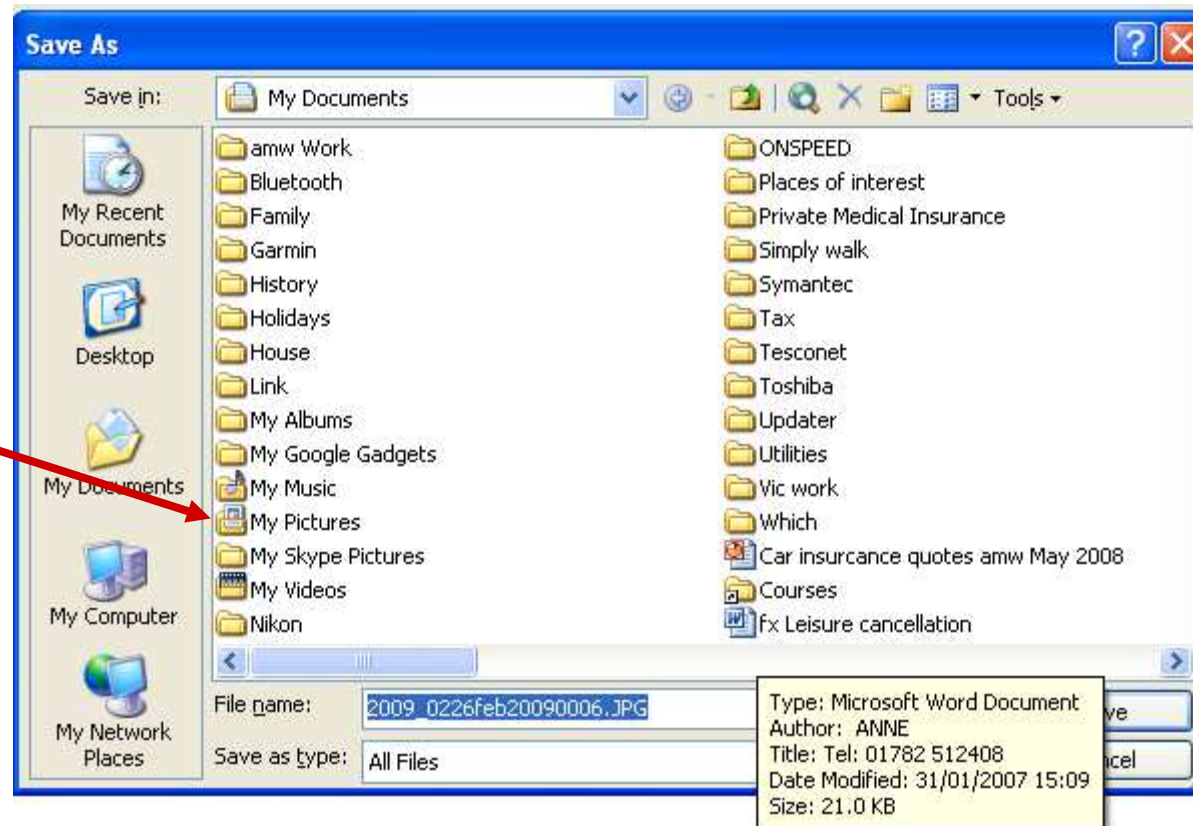 Save As
Save in:
My Documents
Tools
My Recent
Documents
Desktop
My Documents
My Computer
My Network
Places
amw Work
Bluetooth
Family
Garmin
History
Holidays
House
Link
My Albums
My Google Gadgets
My Music
My Pictures
My Skype Pictures
My Videos
Nikon
ONSPEED
Places of interest
Private Medical Insurance
Simply walk
Symantec
Tax
Tesconet
Toshiba
Updater
Utilities
Vic work
Which
Car insurcance quotes amw May 2008
Courses
fx Leisure cancellation
File name:
2009_0226feb20090006.JPG
Save as type:
All Files
Type: Microsoft Word Document
Author: ANNE
Title: Tel: 01782 512408
Date Modified: 31/01/2007 15:09
Size: 21.0 KB